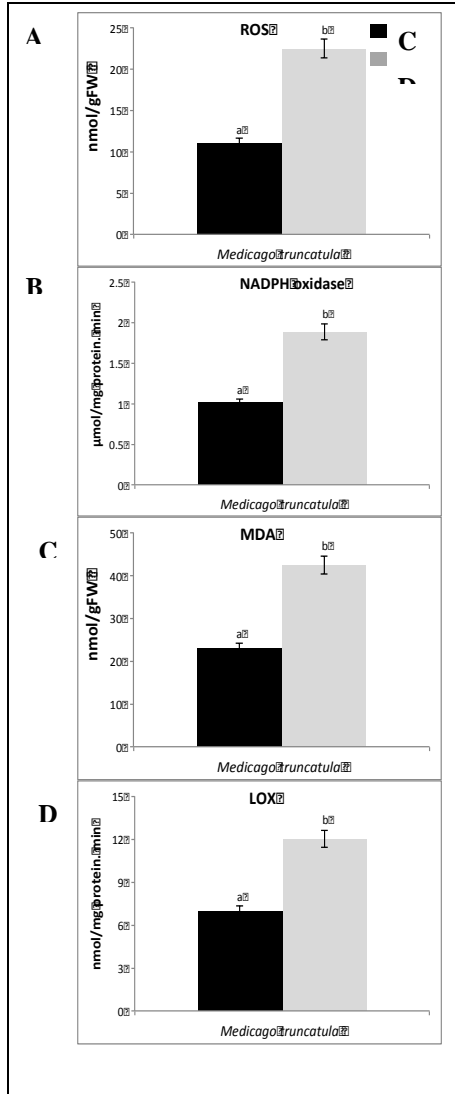 A
ROS
C
25
20
15
10
5
0
nmol/gFW
a
b
Medicago truncatula
B
NADPH oxidase
2.5
2
1.5
1
0.5
0
µmol/mg protein. min
a
b
Medicago truncatula
C
MDA
50
40
30
20
10
0
nmol/gFW
a
b
Medicago truncatula
D
LOX
15
12
9
6
3
0
nmol/mg protein. min
a
b
Medicago truncatula